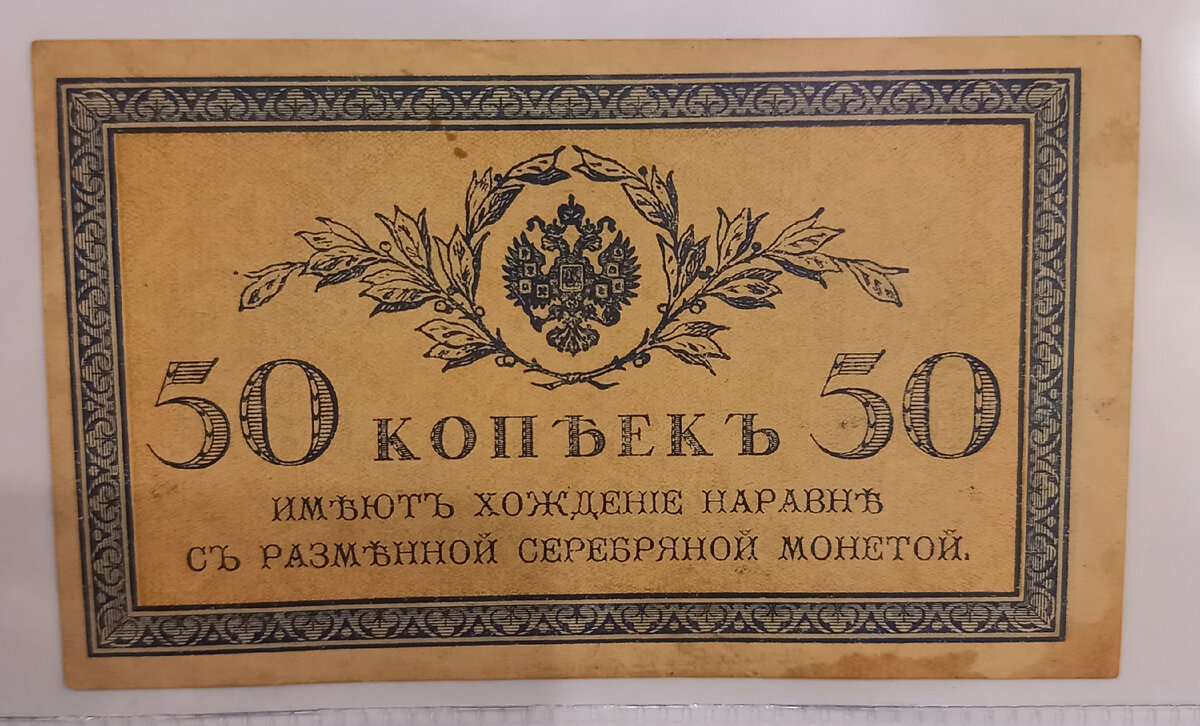 50 КОПѢЕКЪ 50
ИМѢЮТЪ ХОЖДЕНІЕ НАРАВНѢ
СЪ РАЗМѢННОЙ СЕРЕБРЯНОЙ МОНЕТОЙ.